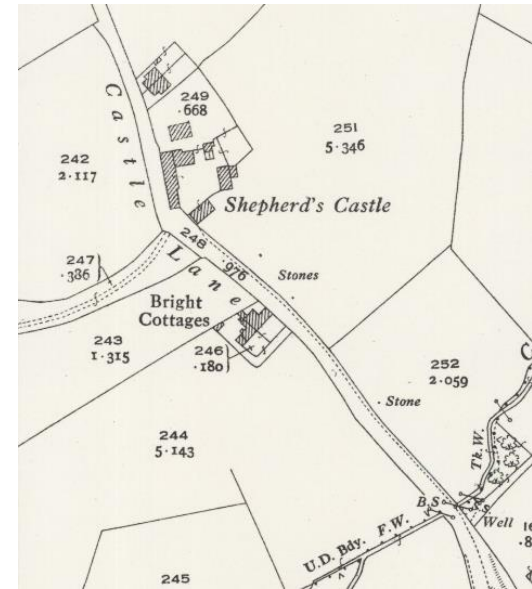 Castle
249
.668
251
5.346
242
2.117
Shepherd's Castle
248
.976
247
.386
Lane
Stones
Bright
Cottages
243
1.315
246
.180
252
2.059
Stone
244
5.143
Tk. W.
B.S.
Well
F.W.
U.D. Bdy.
245